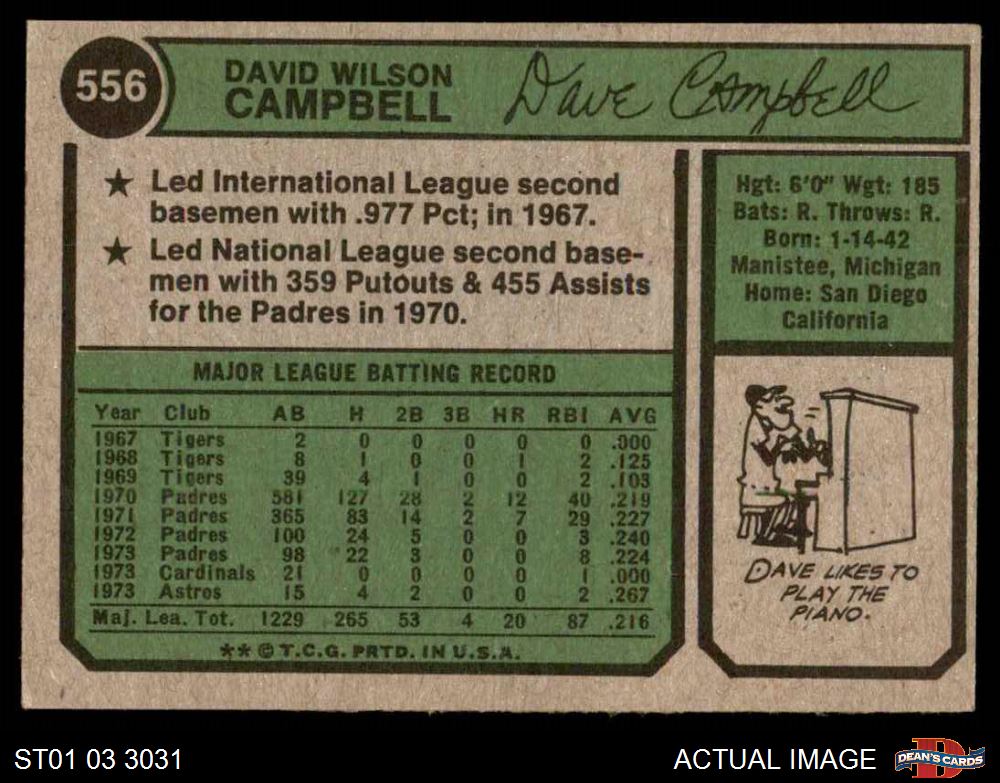 556
DAVID WILSON
CAMPBELL
Dave Campbell
★ Led International League second
basemen with .977 Pct; in 1967.
★ Led National League second base-
men with 359 Putouts & 455 Assists
for the Padres in 1970.
Hgt: 6'0" Wgt: 185
Bats: R. Throws: R.
Born: 1-14-42
Manistee, Michigan
Home: San Diego
California
MAJOR LEAGUE BATTING RECORD
Year Club AB H 2B 3B HR RBI AVG
1967 Tigers 2 0 0 0 0 0 .000
1968 Tigers 8 1 0 0 1 2 .125
1969 Tigers 39 4 1 0 0 2 .103
1970 Padres 581 127 28 2 12 40 .219
1971 Padres 365 83 14 2 7 29 .227
1972 Padres 100 24 5 0 0 3 .240
1973 Padres 98 22 3 0 0 8 .224
1973 Cardinals 21 0 0 0 0 1 .000
1973 Astros 15 4 2 0 0 2 .267
Maj. Lea. Tot. 1229 265 53 4 20 87 .216
** © T.C.G. PRTD. IN U.S.A.
DAVE LIKES TO
PLAY THE
PIANO.
ST01 03 3031
ACTUAL IMAGE
DEAN'S CARDS